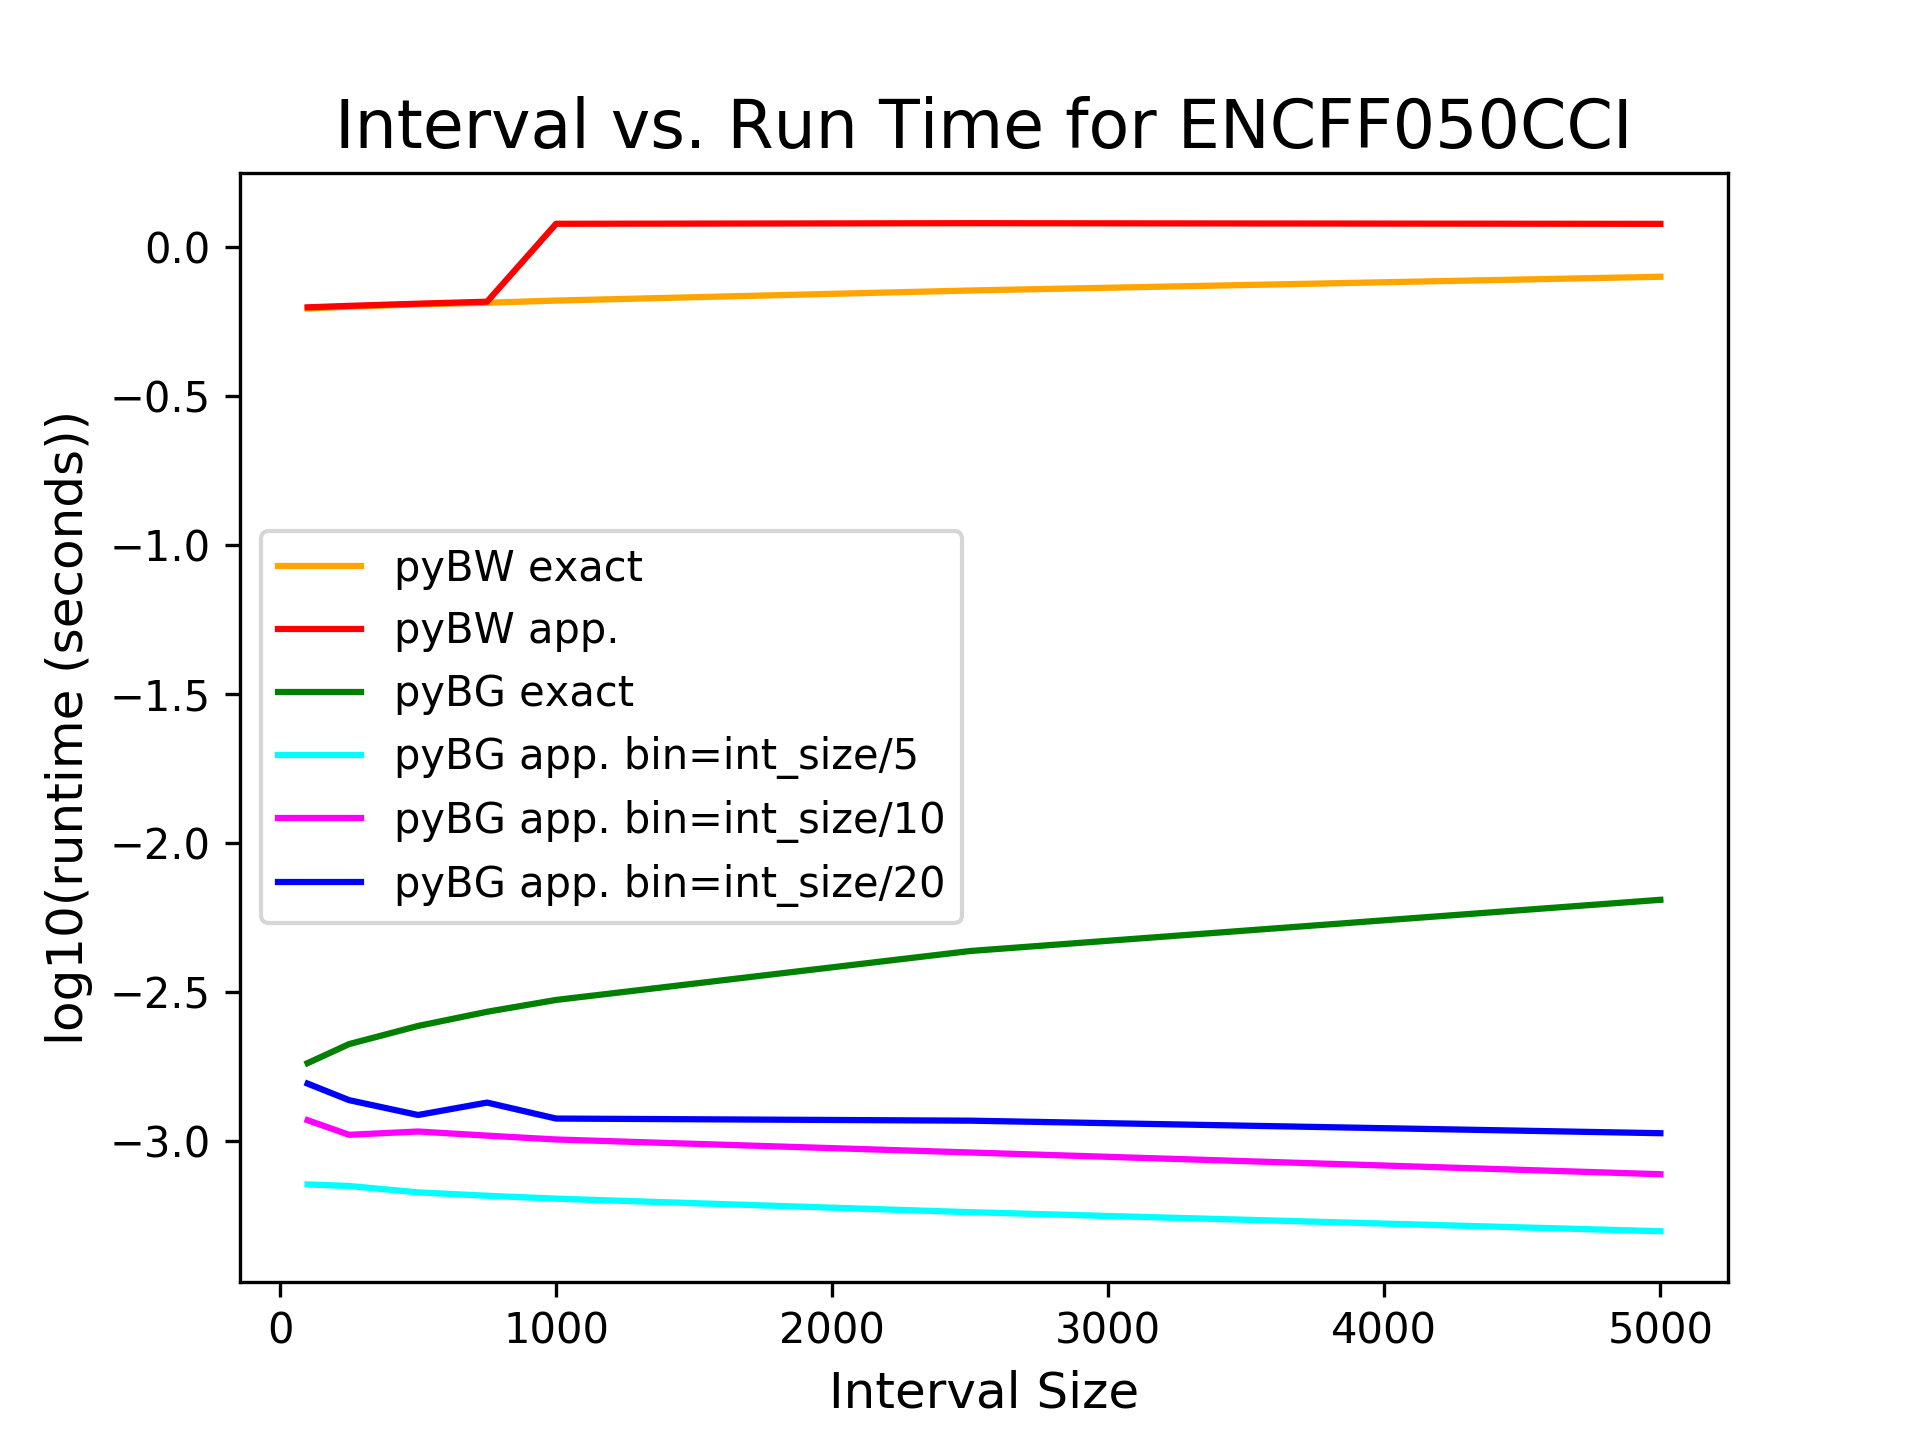 Interval vs. Run Time for ENCFF050CCI
0.0
−0.5
−1.0
−1.5
−2.0
−2.5
−3.0
log10(runtime (seconds))
pyBW exact
pyBW app.
pyBG exact
pyBG app. bin=int_size/5
pyBG app. bin=int_size/10
pyBG app. bin=int_size/20
0 1000 2000 3000 4000 5000
Interval Size